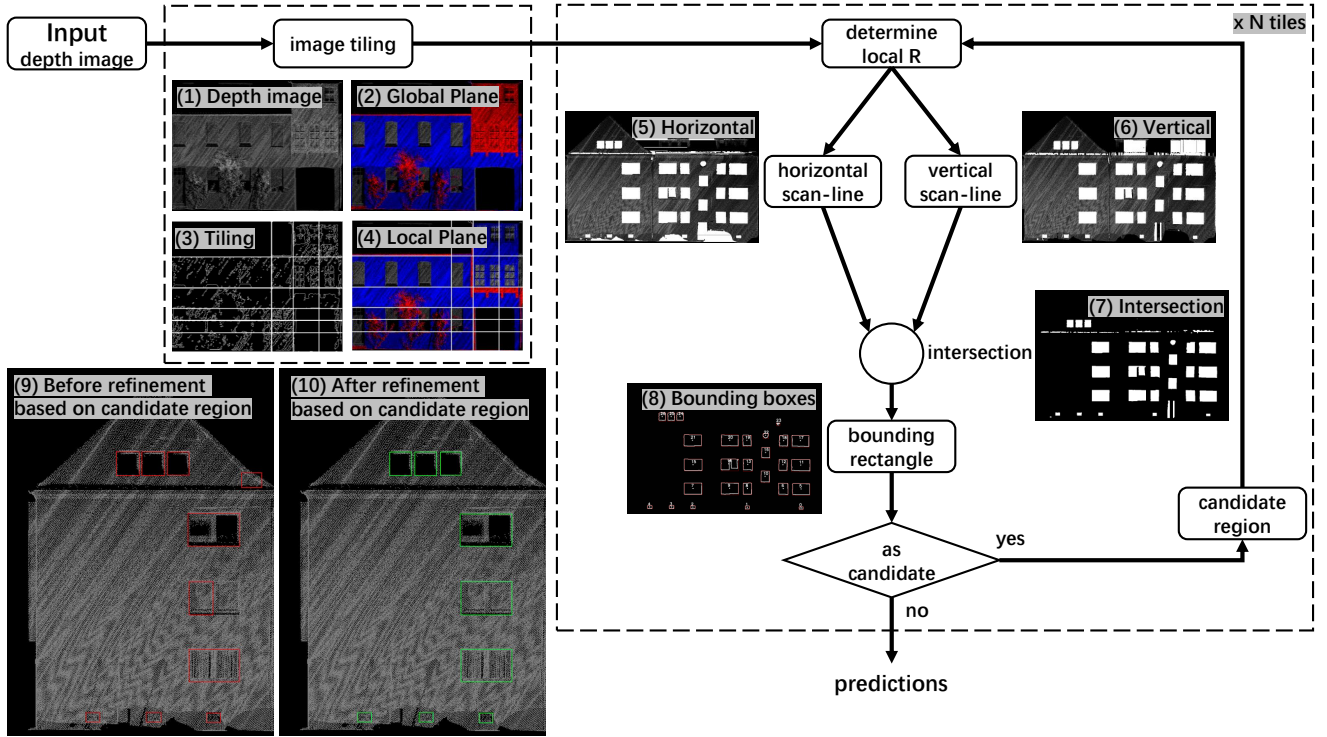 Input
depth image
image tiling
(1) Depth image
(2) Global Plane
(3) Tiling
(4) Local Plane
x N tiles
determine
local R
(5) Horizontal
(6) Vertical
horizontal
scan-line
vertical
scan-line
intersection
(7) Intersection
(8) Bounding boxes
bounding
rectangle
candidate
region
as
candidate
yes
no
predictions
(9) Before refinement
based on candidate region
(10) After refinement
based on candidate region